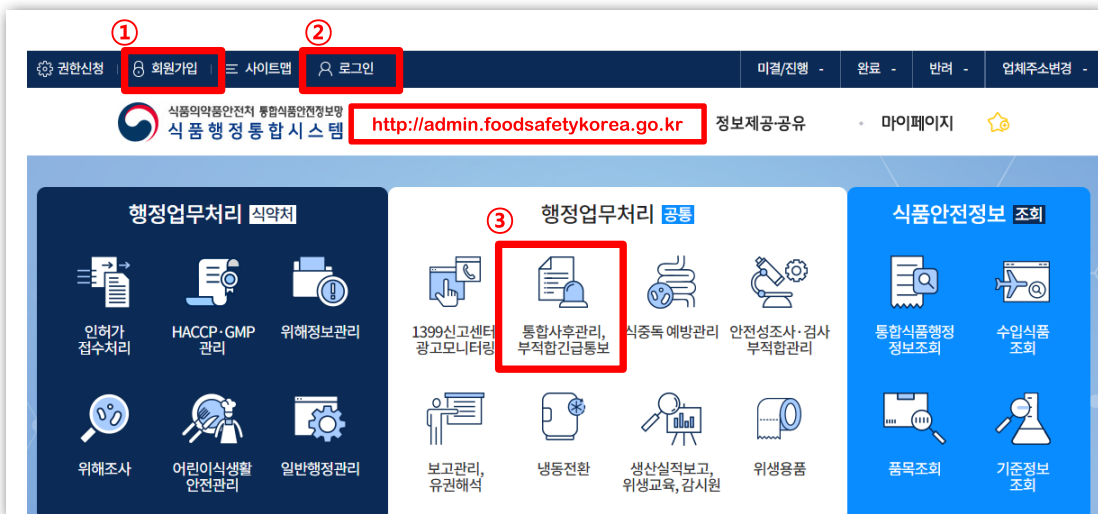 ① ②
권한신청 회원가입 사이트맵 로그인 미결/진행 - 완료 - 반려 - 업체주소변경 -
식품의약품안전처 통합식품안전정보망
식품행정통합시스템 http://admin.foodsafetykorea.go.kr 정보제공·공유 마이페이지
행정업무처리 식약처
인허가
접수처리
HACCP·GMP
관리
위해정보관리
위해조사
어린이식생활
안전관리
일반행정관리
행정업무처리 공통
③
1399신고센터
광고모니터링
통합사후관리,
부적합긴급통보
식중독 예방관리
안전성조사·검사
부적합관리
보고관리,
유권해석
냉동전환
생산실적보고,
위생교육, 감시원
위생용품
식품안전정보 조회
통합식품행정
정보조회
수입식품
조회
품목조회
기준정보
조회